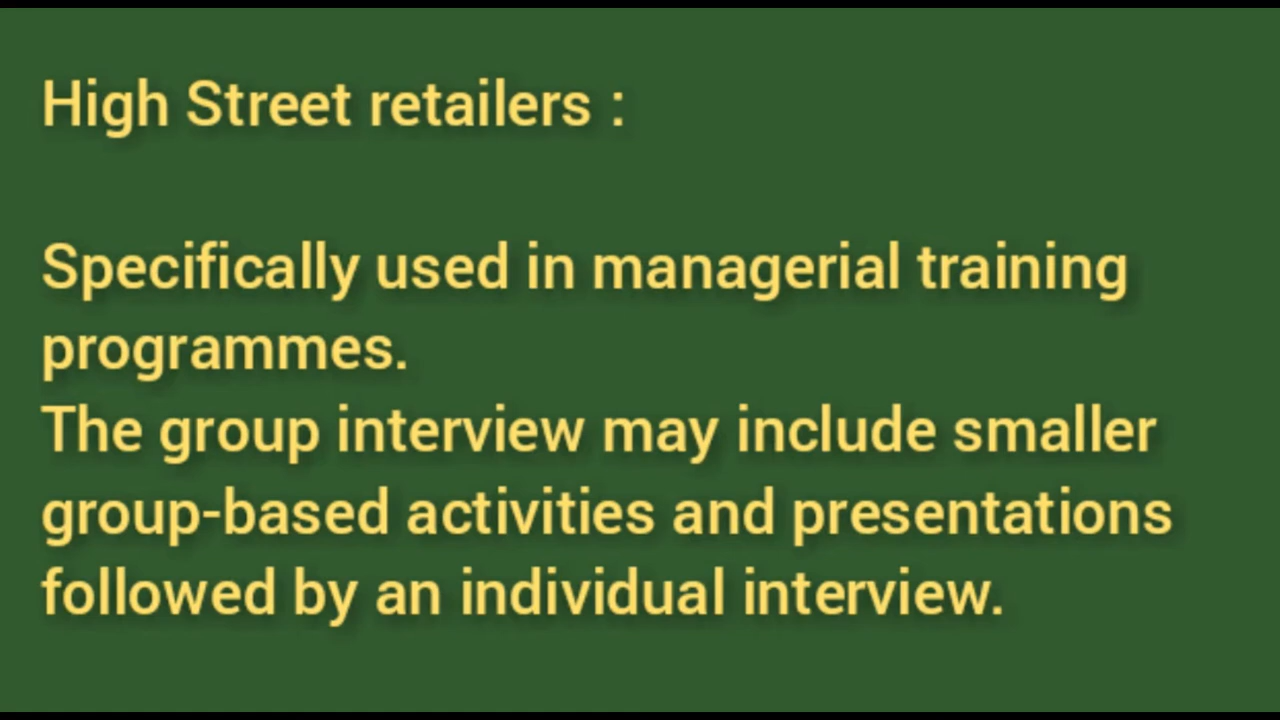 High Street retailers :
Specifically used in managerial training
programmes.
The group interview may include smaller
group-based activities and presentations
followed by an individual interview.